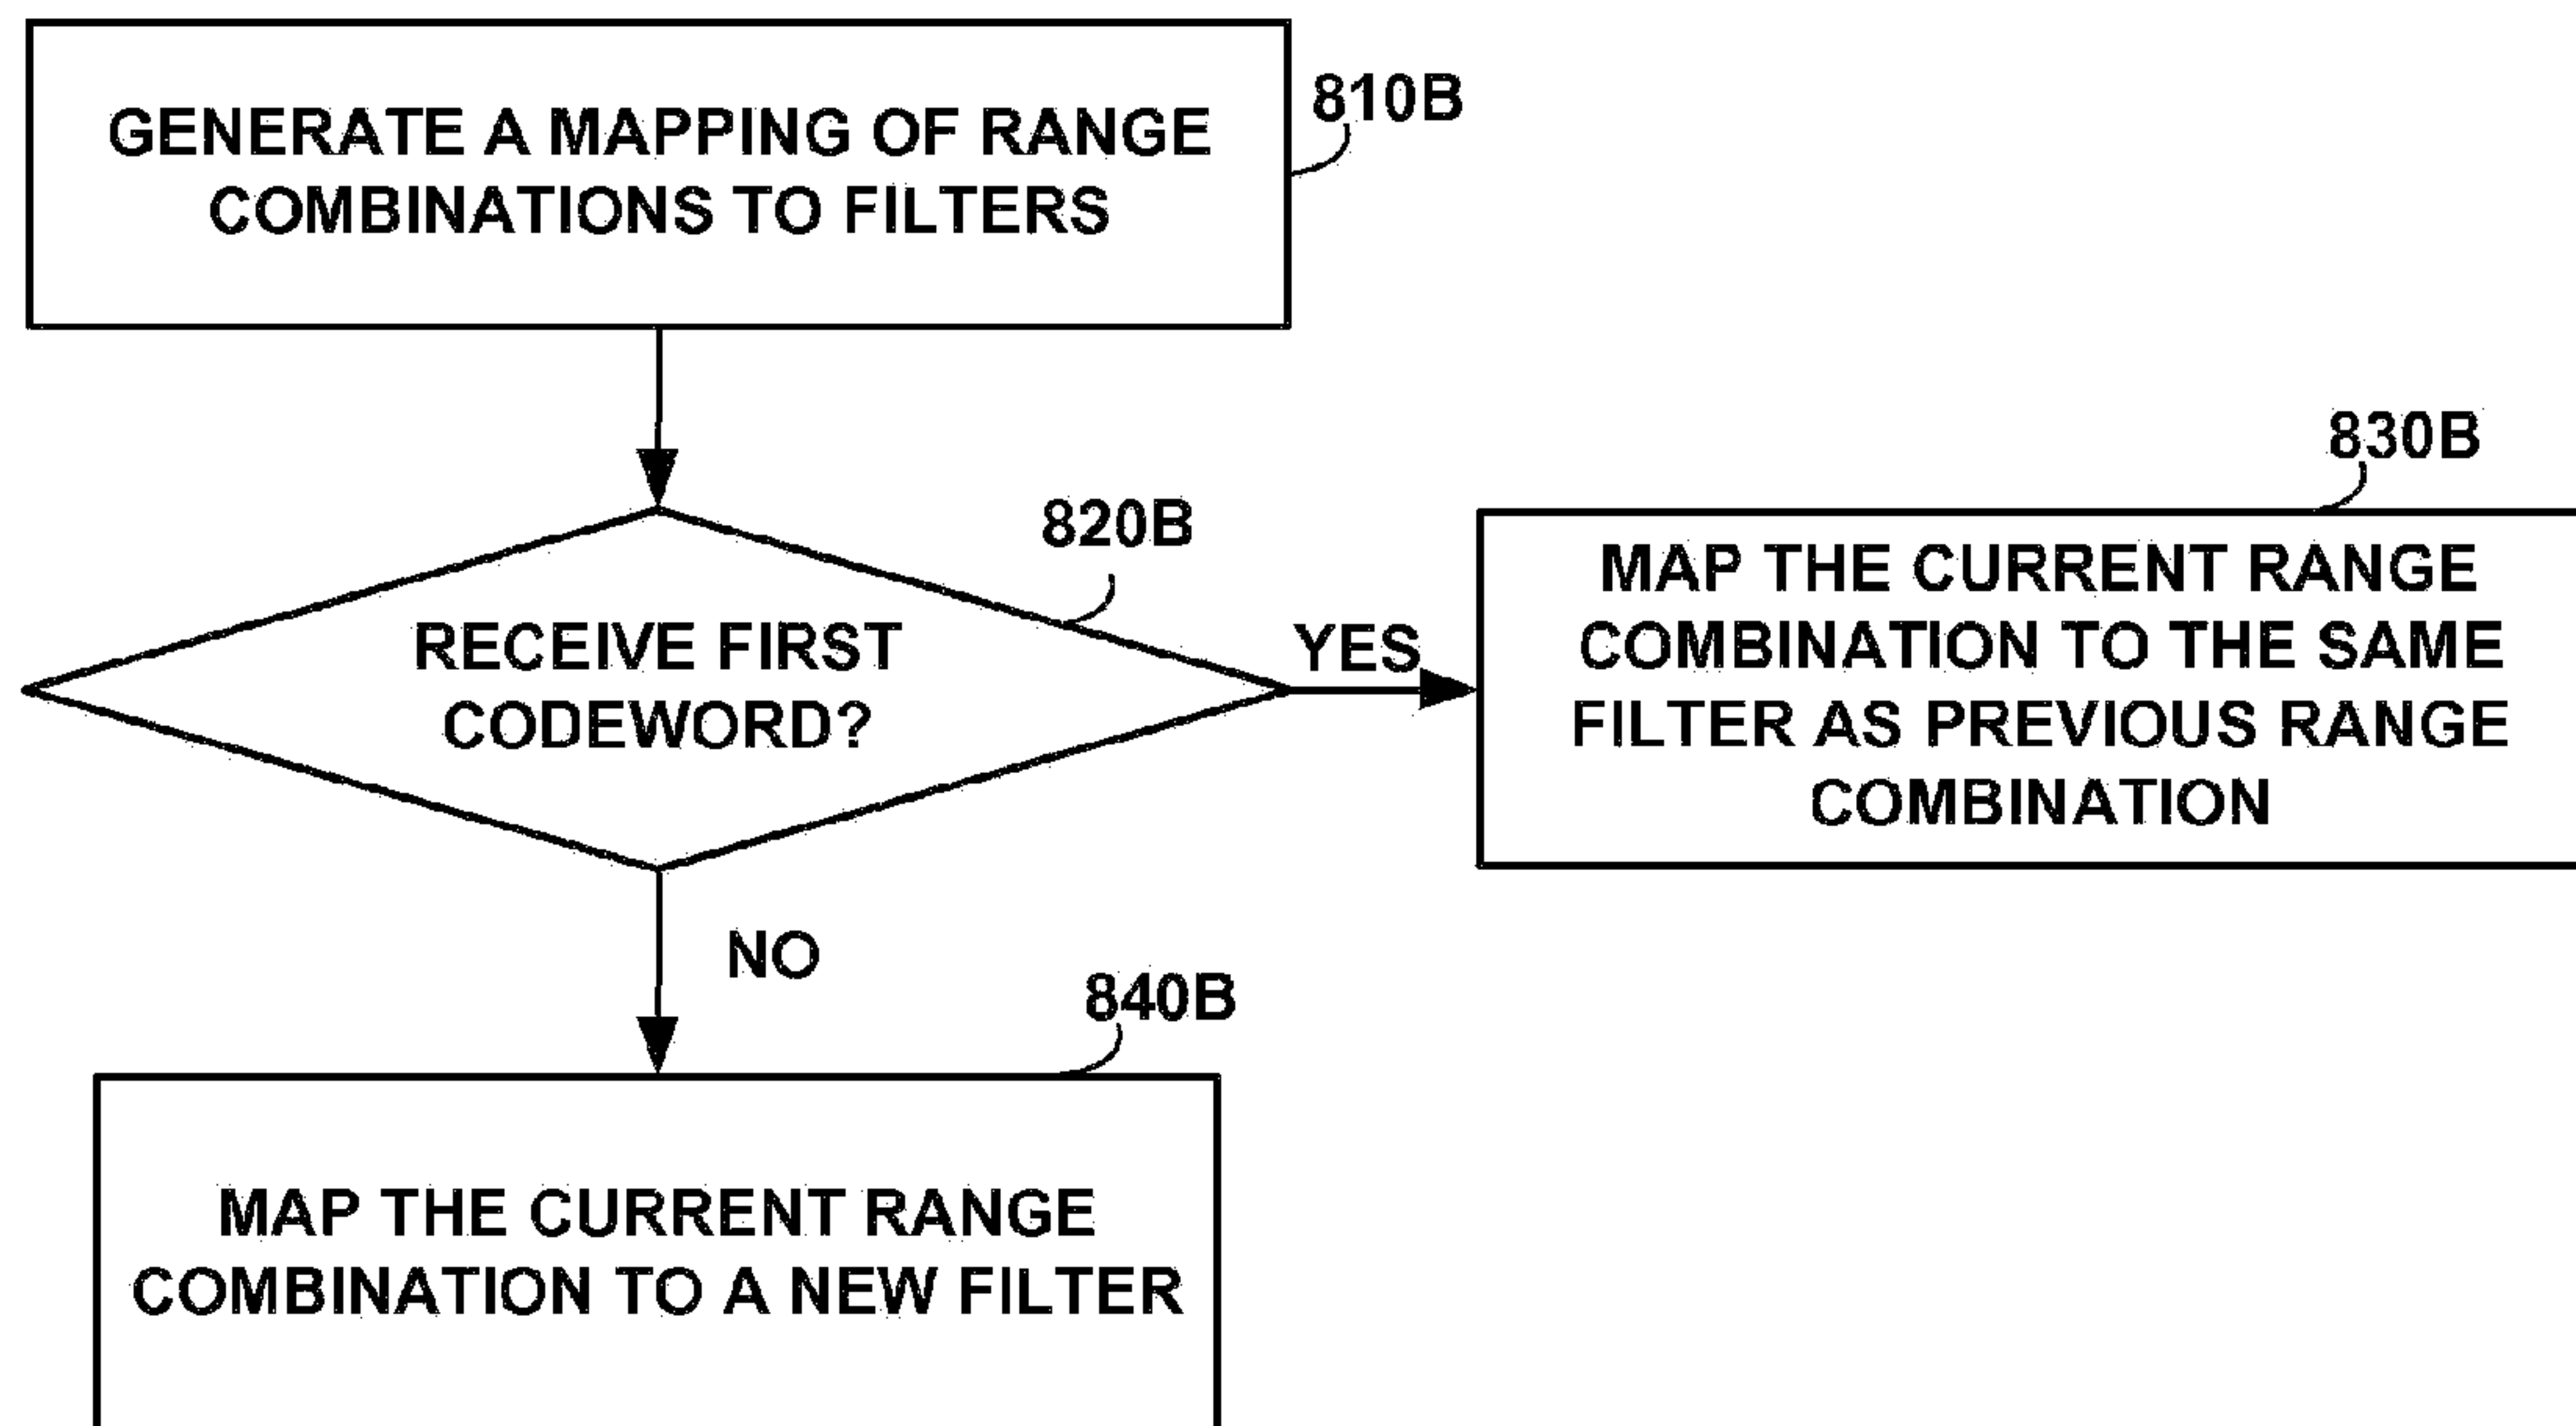 GENERATE A MAPPING OF RANGE
COMBINATIONS TO FILTERS
810B
820B
RECEIVE FIRST
CODEWORD?
YES
830B
MAP THE CURRENT RANGE
COMBINATION TO THE SAME
FILTER AS PREVIOUS RANGE
COMBINATION
NO
840B
MAP THE CURRENT RANGE
COMBINATION TO A NEW FILTER